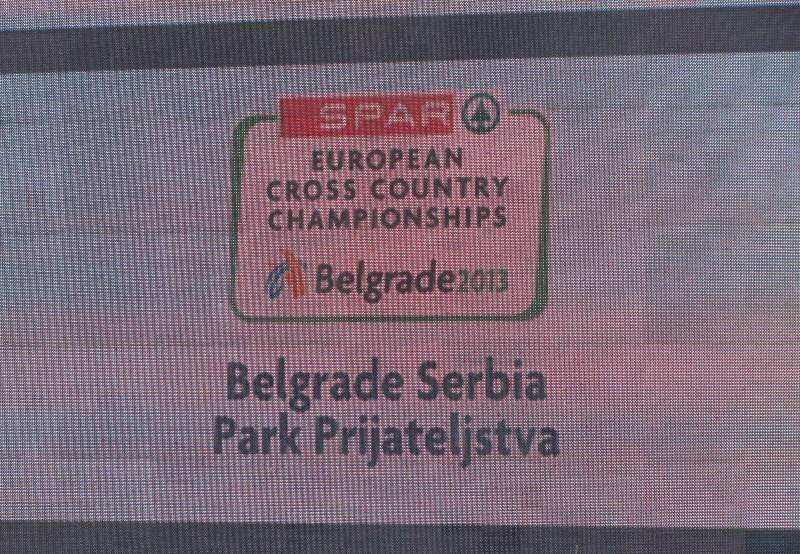 SPAR
EUROPEAN
CROSS COUNTRY
CHAMPIONSHIPS
Belgrade2013
Belgrade Serbia
Park Prijateljstva